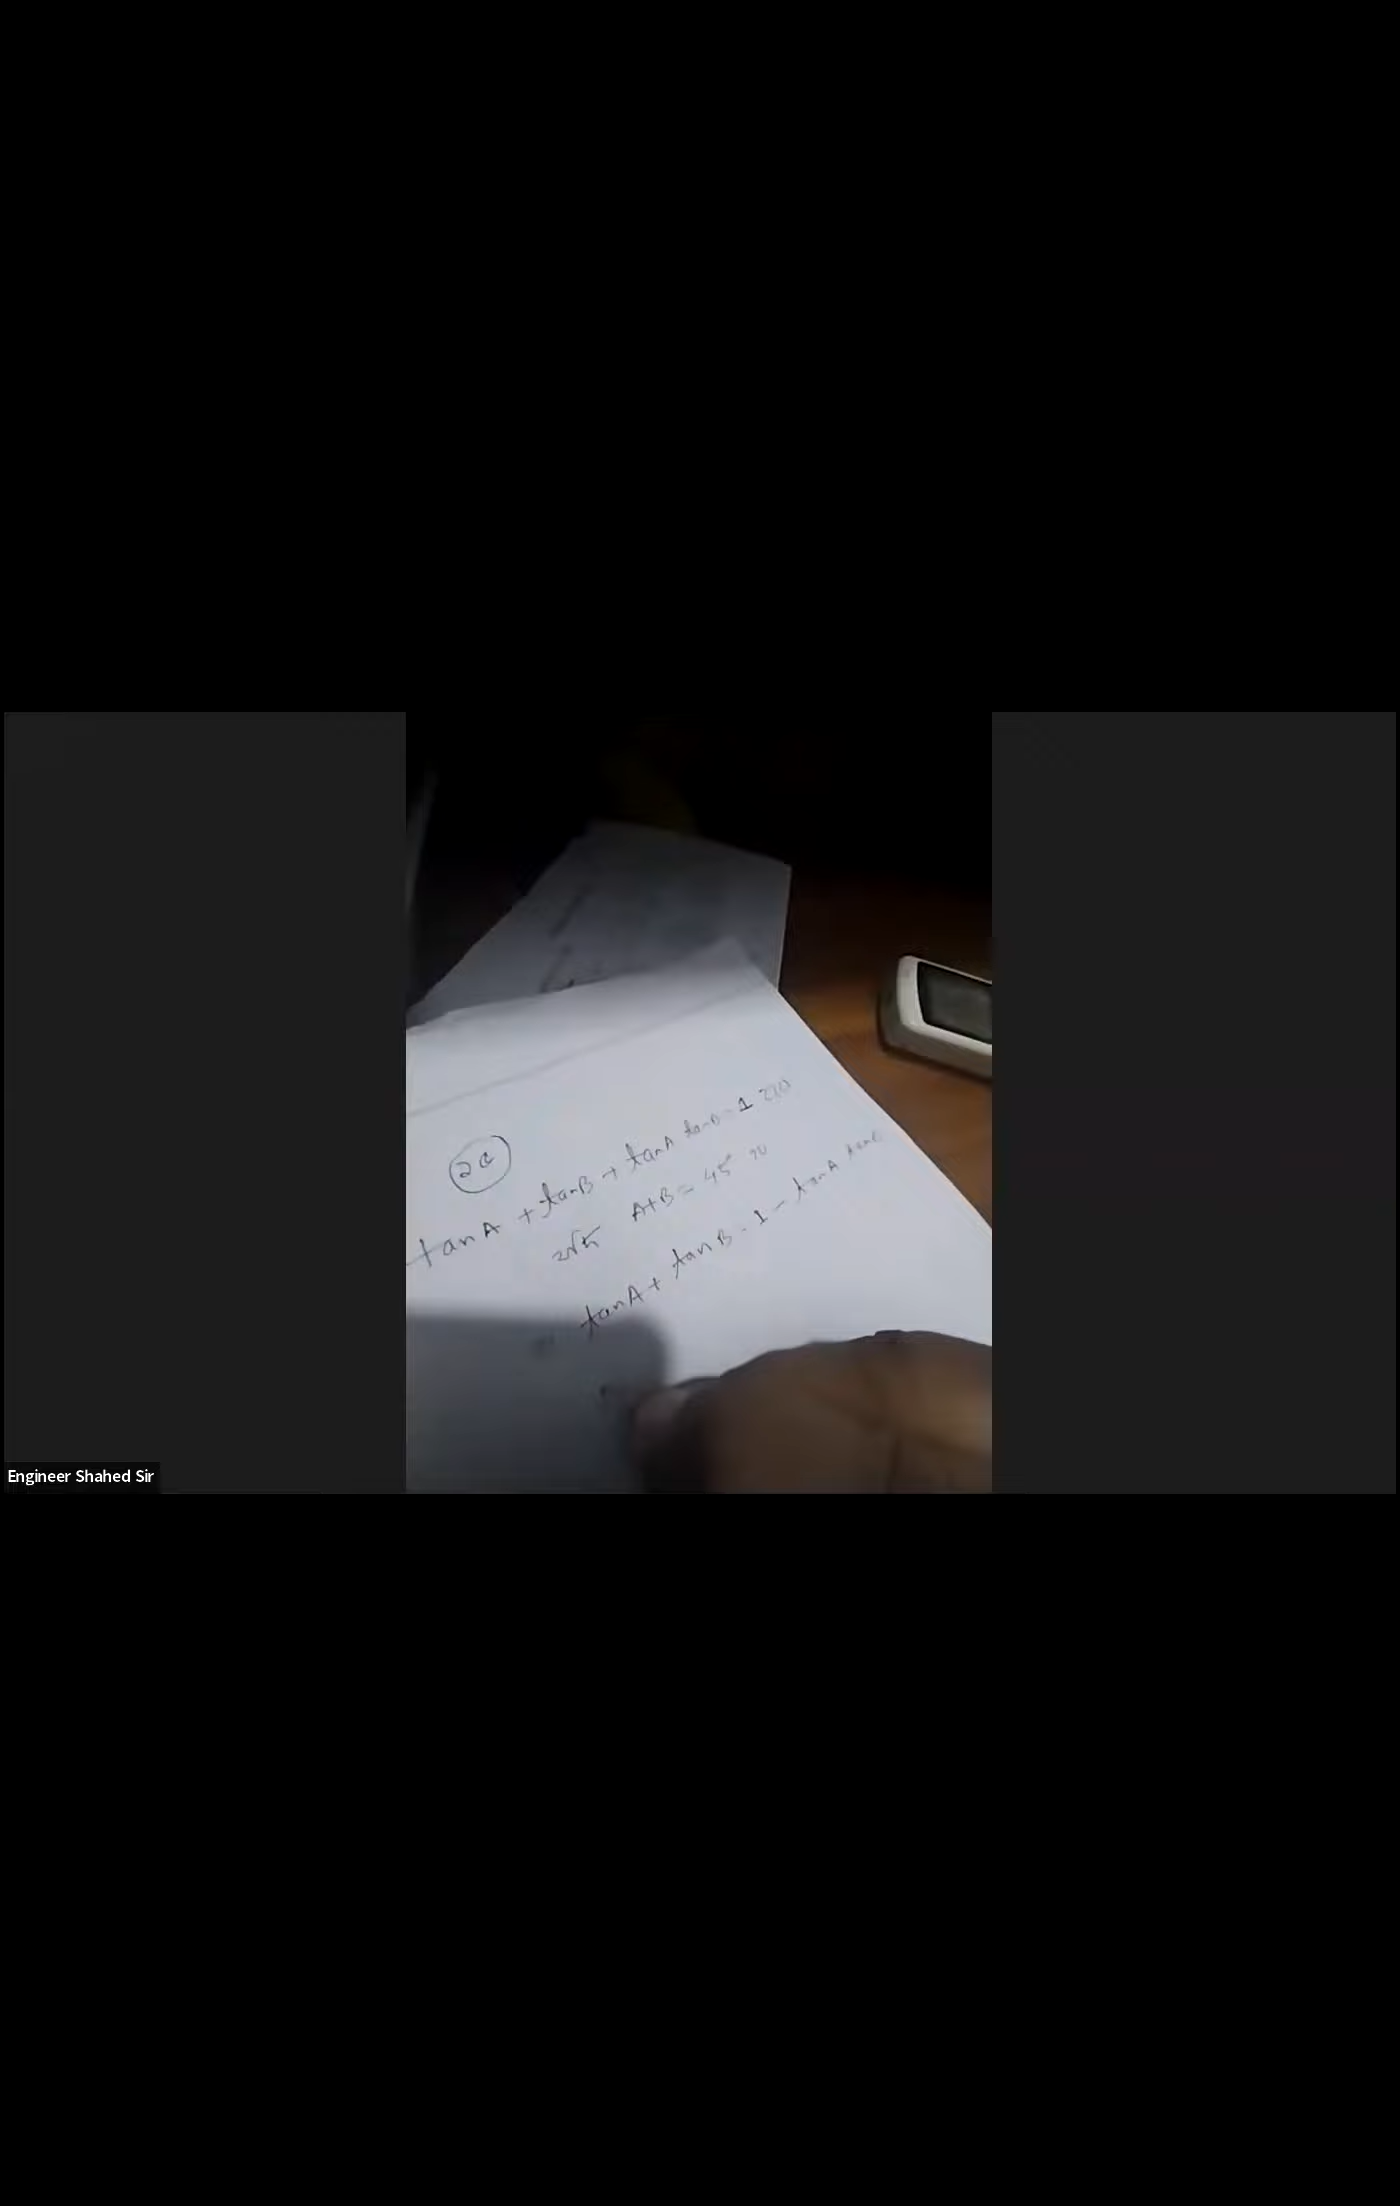 2c
tanA + tanB + tanA tanB = 1
A+B = 45°
tanA + tanB = 1 - tanA
Engineer Shahed Sir